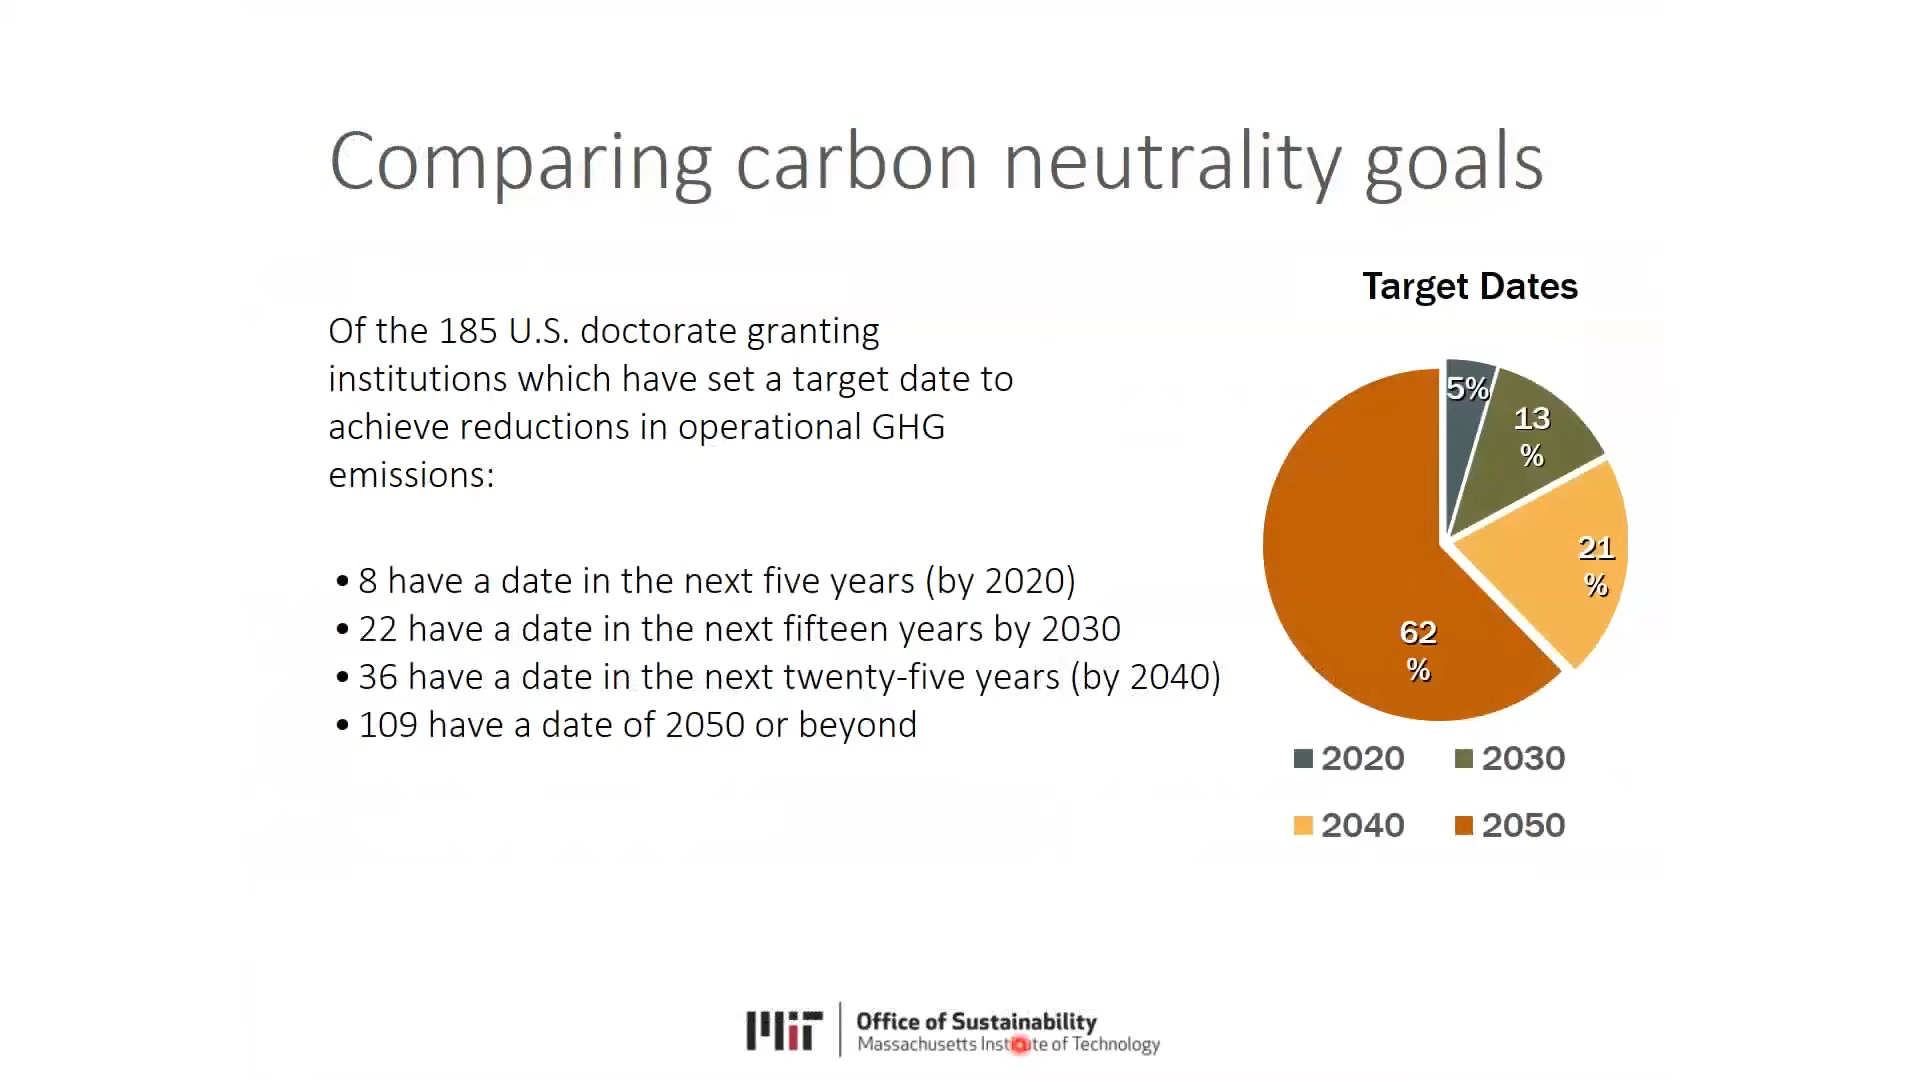 Comparing carbon neutrality goals
Of the 185 U.S. doctorate granting
institutions which have set a target date to
achieve reductions in operational GHG
emissions:
• 8 have a date in the next five years (by 2020)
• 22 have a date in the next fifteen years by 2030
• 36 have a date in the next twenty-five years (by 2040)
• 109 have a date of 2050 or beyond
Target Dates
5%
13
%
21
%
62
%
2020 2030
2040 2050
MIT
Office of Sustainability
Massachusetts Institute of Technology